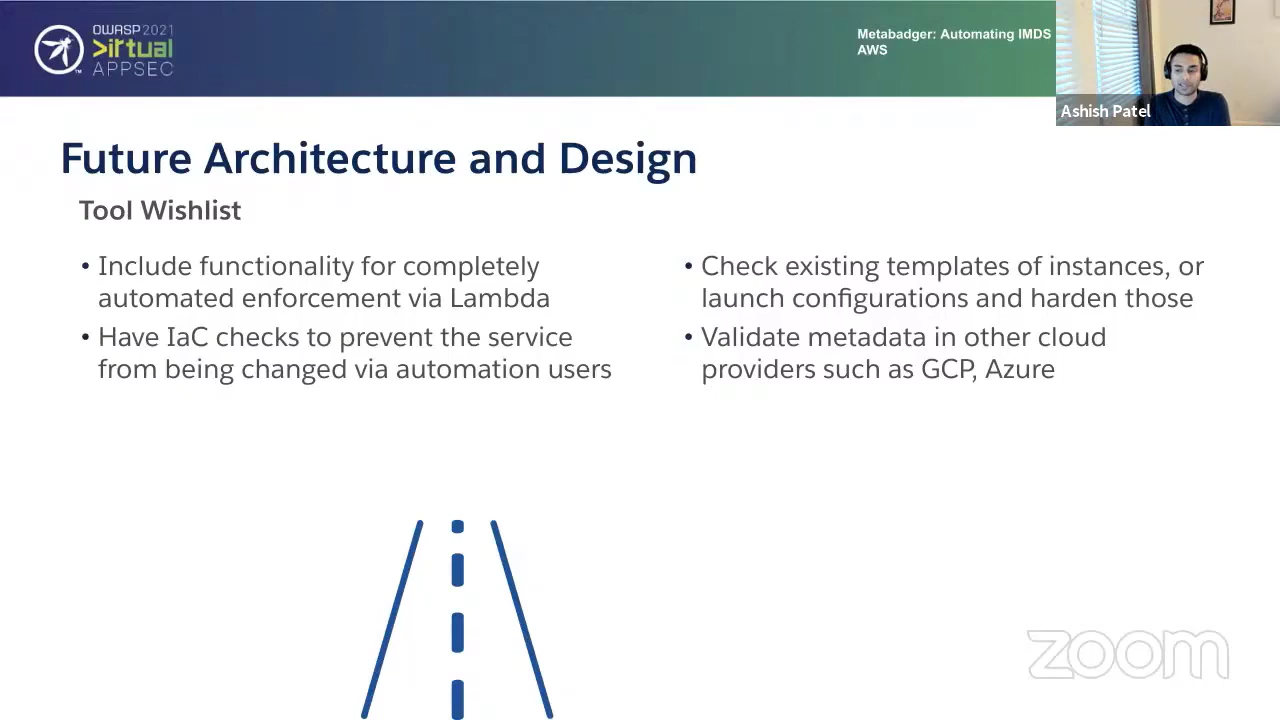 OWASP 2021
>irtual
APPSEC
TM
Metabadger: Automating IMDS
AWS
Ashish Patel
Future Architecture and Design
Tool Wishlist
• Include functionality for completely
automated enforcement via Lambda
• Have IaC checks to prevent the service
from being changed via automation users
• Check existing templates of instances, or
launch configurations and harden those
• Validate metadata in other cloud
providers such as GCP, Azure
zoom